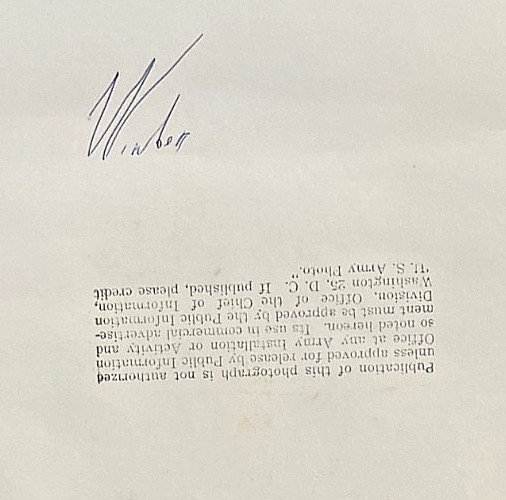 Publication of this photograph is not authorized
unless approved for release by Public Information
Office at any Army Installation or Activity and
so noted hereon. Its use in commercial advertise-
ment must be approved by the Public Information
Division, Office of the Chief of Information,
Washington 25, D. C. If published, please credit
"U. S. Army Photo."